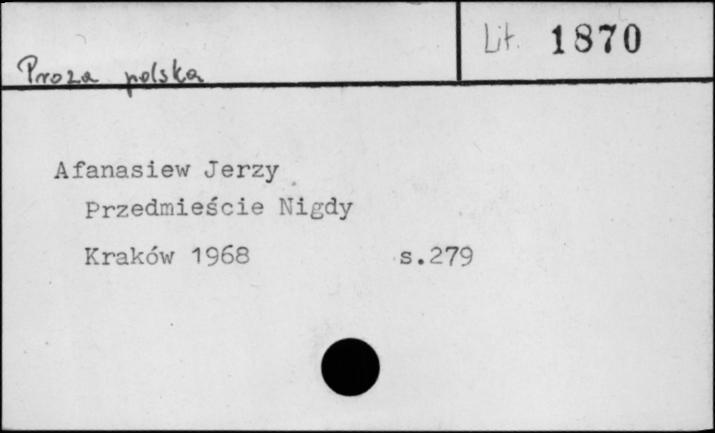 Proza polska
Lit. 1870
Afanasiew Jerzy
Przedmieście Nigdy
Kraków 1968 s.279